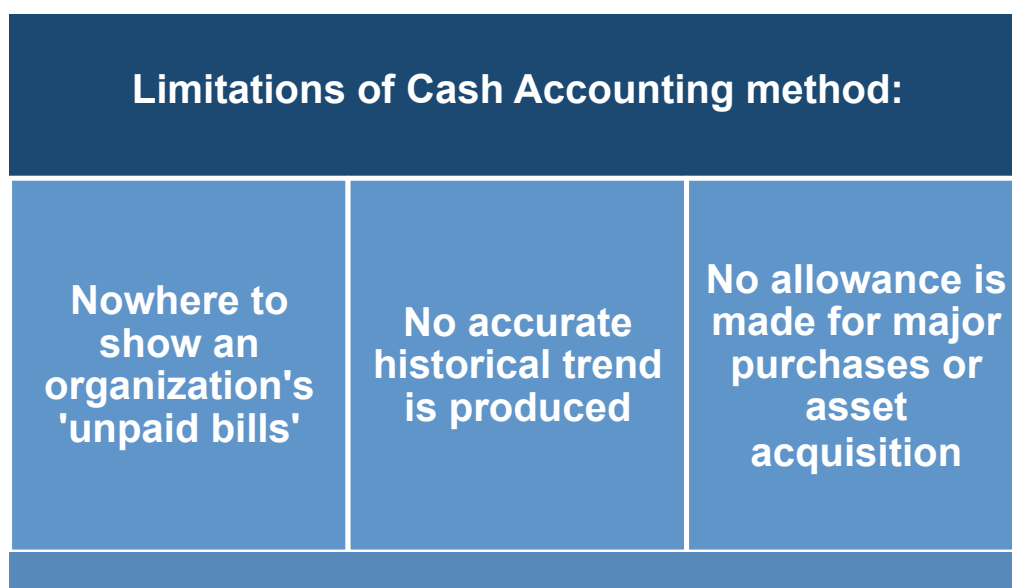 Limitations of Cash Accounting method:
Nowhere to
show an
organization's
'unpaid bills'
No accurate
historical trend
is produced
No allowance is
made for major
purchases or
asset
acquisition